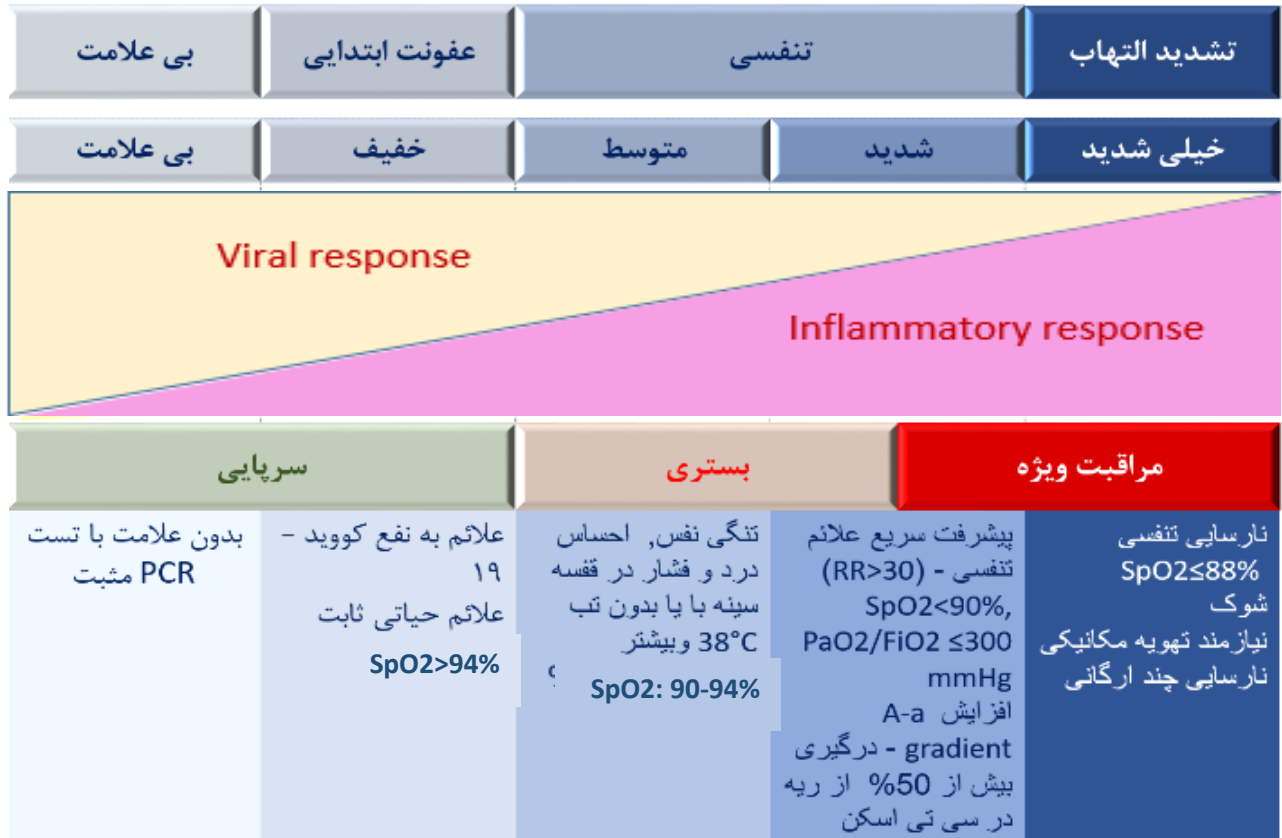 بی علامت
عفونت ابتدایی
تنفسی
تشدید التهاب
بی علامت
خفیف
متوسط
شدید
خیلی شدید
Viral response
Inflammatory response
سرپایی
بستری
مراقبت ویژه
بدون علامت با تست
PCR مثبت
علائم به نفع کووید –
۱۹
علائم حیاتی ثابت
SpO2>94%
تنگی نفس, احساس
درد و فشار در قفسه
سینه با یا بدون تب
38°C وبیشتر
SpO2: 90-94%
پیشرفت سریع علائم
تنفسی - (RR>30)
SpO2<90%,
PaO2/FiO2 ≤300
mmHg
افزایش A-a
gradient - درگیری
بیش از 50% از ریه
در سی تی اسکن
نارسایی تنفسی
SpO2≤88%
شوک
نیازمند تهویه مکانیکی
نارسایی چند ارگانی